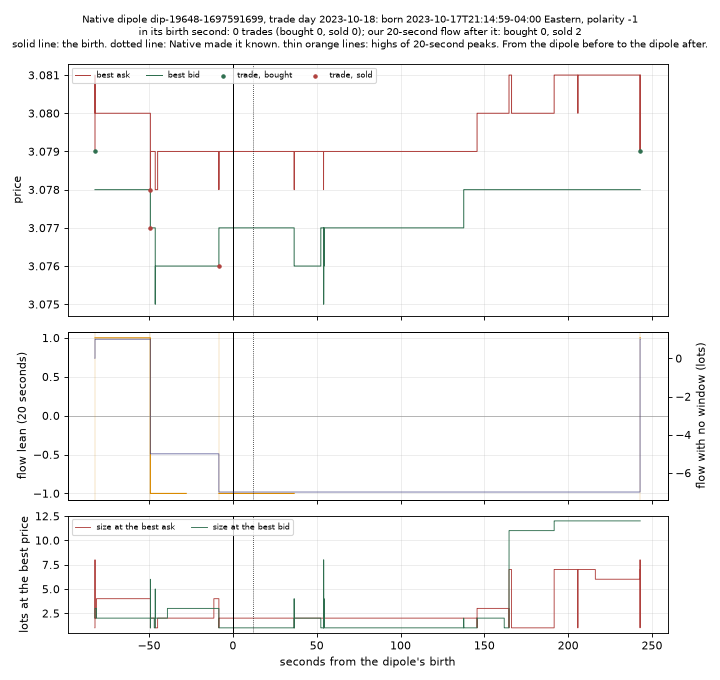 Native dipole dip-19648-1697591699, trade day 2023-10-18: born 2023-10-17T21:14:59-04:00 Eastern, polarity -1
in its birth second: 0 trades (bought 0, sold 0); our 20-second flow after it: bought 0, sold 2
solid line: the birth. dotted line: Native made it known. thin orange lines: highs of 20-second peaks. From the dipole before to the dipole after.
best ask
best bid
trade, bought
trade, sold
3.081
3.080
3.079
3.078
3.077
3.076
3.075
price
1.0
0.5
0.0
−0.5
−1.0
flow lean (20 seconds)
0
−2
−4
−6
flow with no window (lots)
size at the best ask
size at the best bid
12.5
10.0
7.5
5.0
2.5
lots at the best price
−50
0
50
100
150
200
250
seconds from the dipole's birth